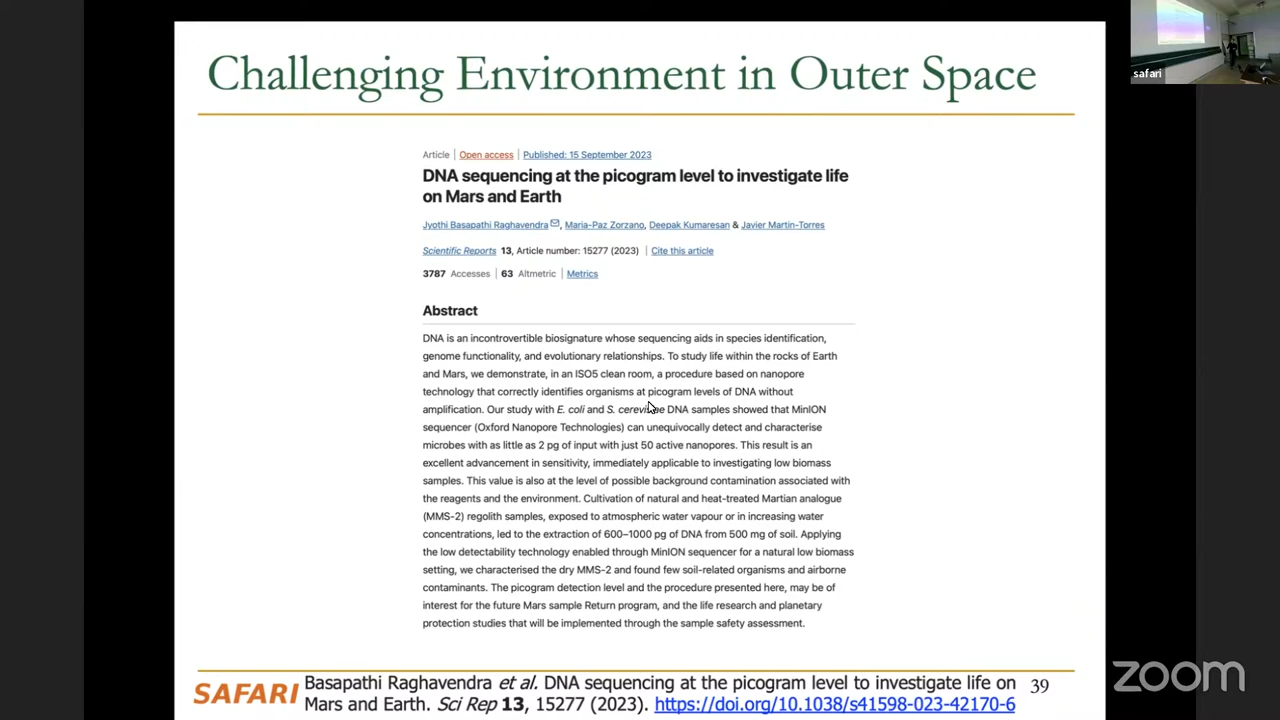 Challenging Environment in Outer Space
safari
Article | Open access | Published: 15 September 2023
DNA sequencing at the picogram level to investigate life
on Mars and Earth
Jyothi Basapathi Raghavendra, Maria-Paz Zorzano, Deepak Kumaresan & Javier Martin-Torres
Scientific Reports 13, Article number: 15277 (2023) | Cite this article
3787 Accesses | 63 Altmetric | Metrics
Abstract
DNA is an incontrovertible biosignature whose sequencing aids in species identification,
genome functionality, and evolutionary relationships. To study life within the rocks of Earth
and Mars, we demonstrate, in an ISO5 clean room, a procedure based on nanopore
technology that correctly identifies organisms at picogram levels of DNA without
amplification. Our study with E. coli and S. cerevisiae DNA samples showed that MinION
sequencer (Oxford Nanopore Technologies) can unequivocally detect and characterise
microbes with as little as 2 pg of input with just 50 active nanopores. This result is an
excellent advancement in sensitivity, immediately applicable to investigating low biomass
samples. This value is also at the level of possible background contamination associated with
the reagents and the environment. Cultivation of natural and heat-treated Martian analogue
(MMS-2) regolith samples, exposed to atmospheric water vapour or in increasing water
concentrations, led to the extraction of 600–1000 pg of DNA from 500 mg of soil. Applying
the low detectability technology enabled through MinION sequencer for a natural low biomass
setting, we characterised the dry MMS-2 and found few soil-related organisms and airborne
contaminants. The picogram detection level and the procedure presented here, may be of
interest for the future Mars sample Return program, and the life research and planetary
protection studies that will be implemented through the sample safety assessment.
SAFARI
Basapathi Raghavendra et al. DNA sequencing at the picogram level to investigate life on
Mars and Earth. Sci Rep 13, 15277 (2023). https://doi.org/10.1038/s41598-023-42170-6
39
zoom